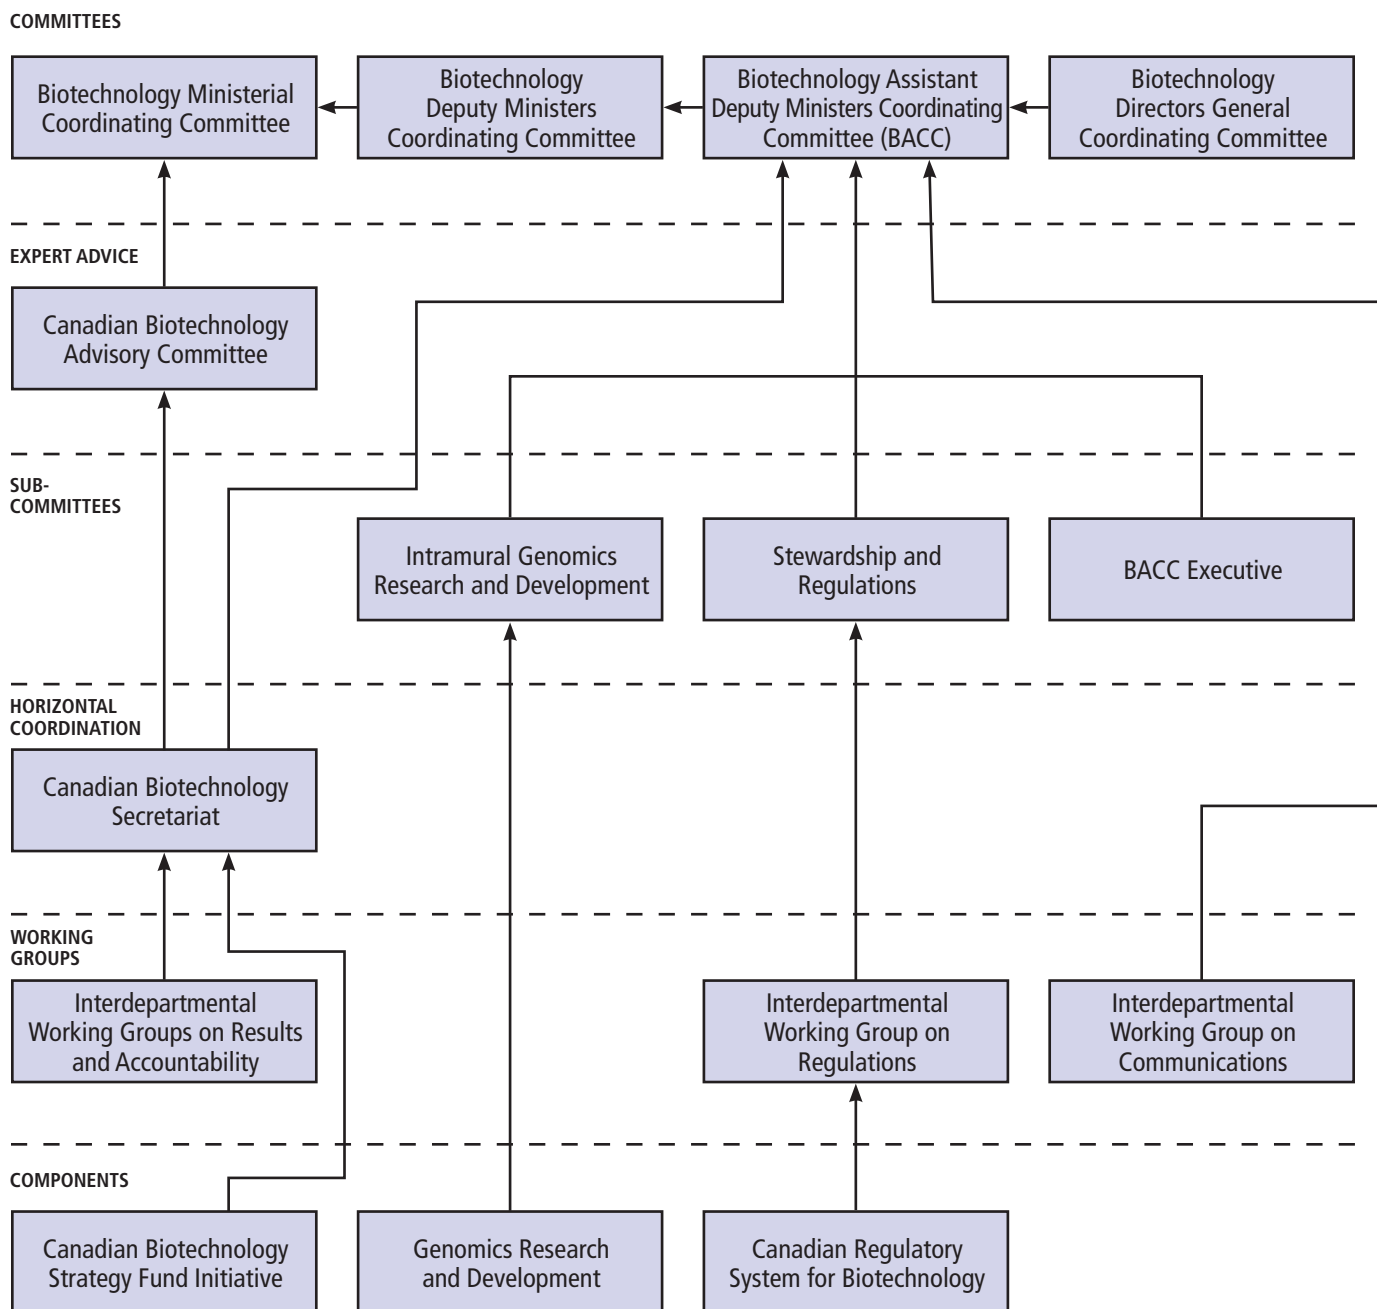 COMMITTEES
Biotechnology Ministerial
Coordinating Committee
Biotechnology
Deputy Ministers
Coordinating Committee
Biotechnology Assistant
Deputy Ministers Coordinating
Committee (BACC)
Biotechnology
Directors General
Coordinating Committee
EXPERT ADVICE
Canadian Biotechnology
Advisory Committee
SUB-
COMMITTEES
Intramural Genomics
Research and Development
Stewardship and
Regulations
BACC Executive
HORIZONTAL
COORDINATION
Canadian Biotechnology
Secretariat
WORKING
GROUPS
Interdepartmental
Working Groups on Results
and Accountability
Interdepartmental
Working Group on
Regulations
Interdepartmental
Working Group on
Communications
COMPONENTS
Canadian Biotechnology
Strategy Fund Initiative
Genomics Research
and Development
Canadian Regulatory
System for Biotechnology